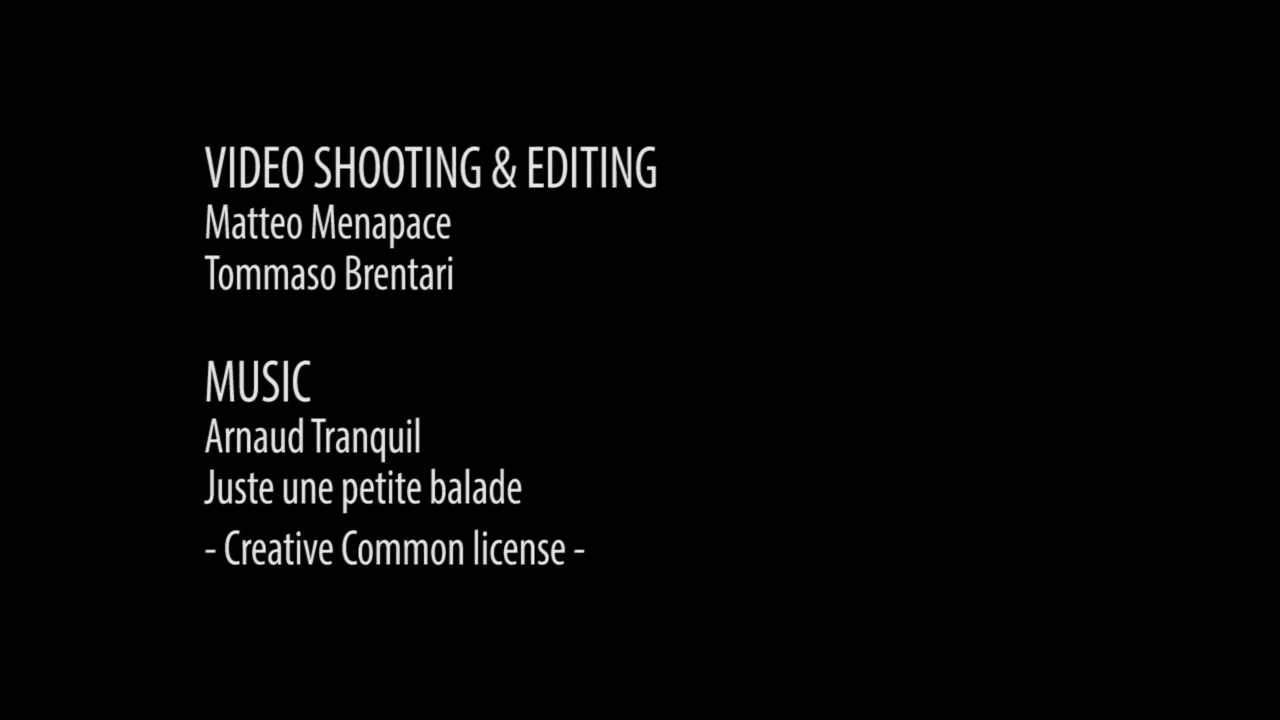 VIDEO SHOOTING & EDITING
Matteo Menapace
Tommaso Brentari
MUSIC
Arnaud Tranquil
Juste une petite balade
- Creative Common license -